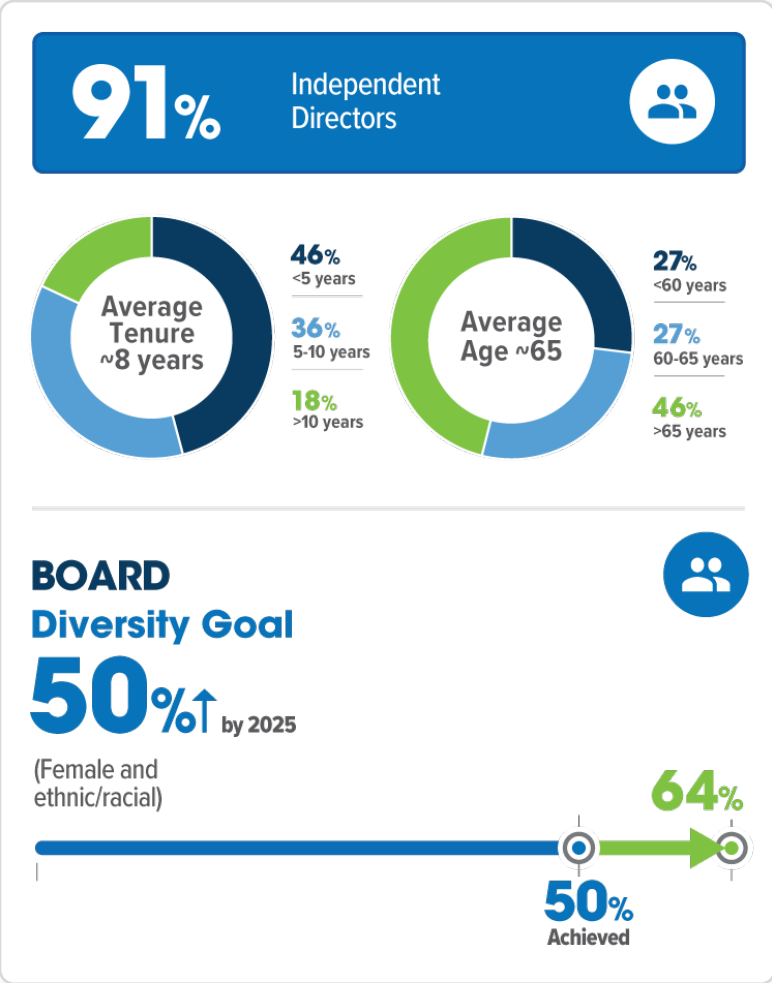 91%
Independent
Directors
Average
Tenure
~8 years
46%
<5 years
36%
5-10 years
18%
>10 years
Average
Age ~65
27%
<60 years
27%
60-65 years
46%
>65 years
BOARD
Diversity Goal
50%↑ by 2025
(Female and
ethnic/racial)
64%
50%
Achieved